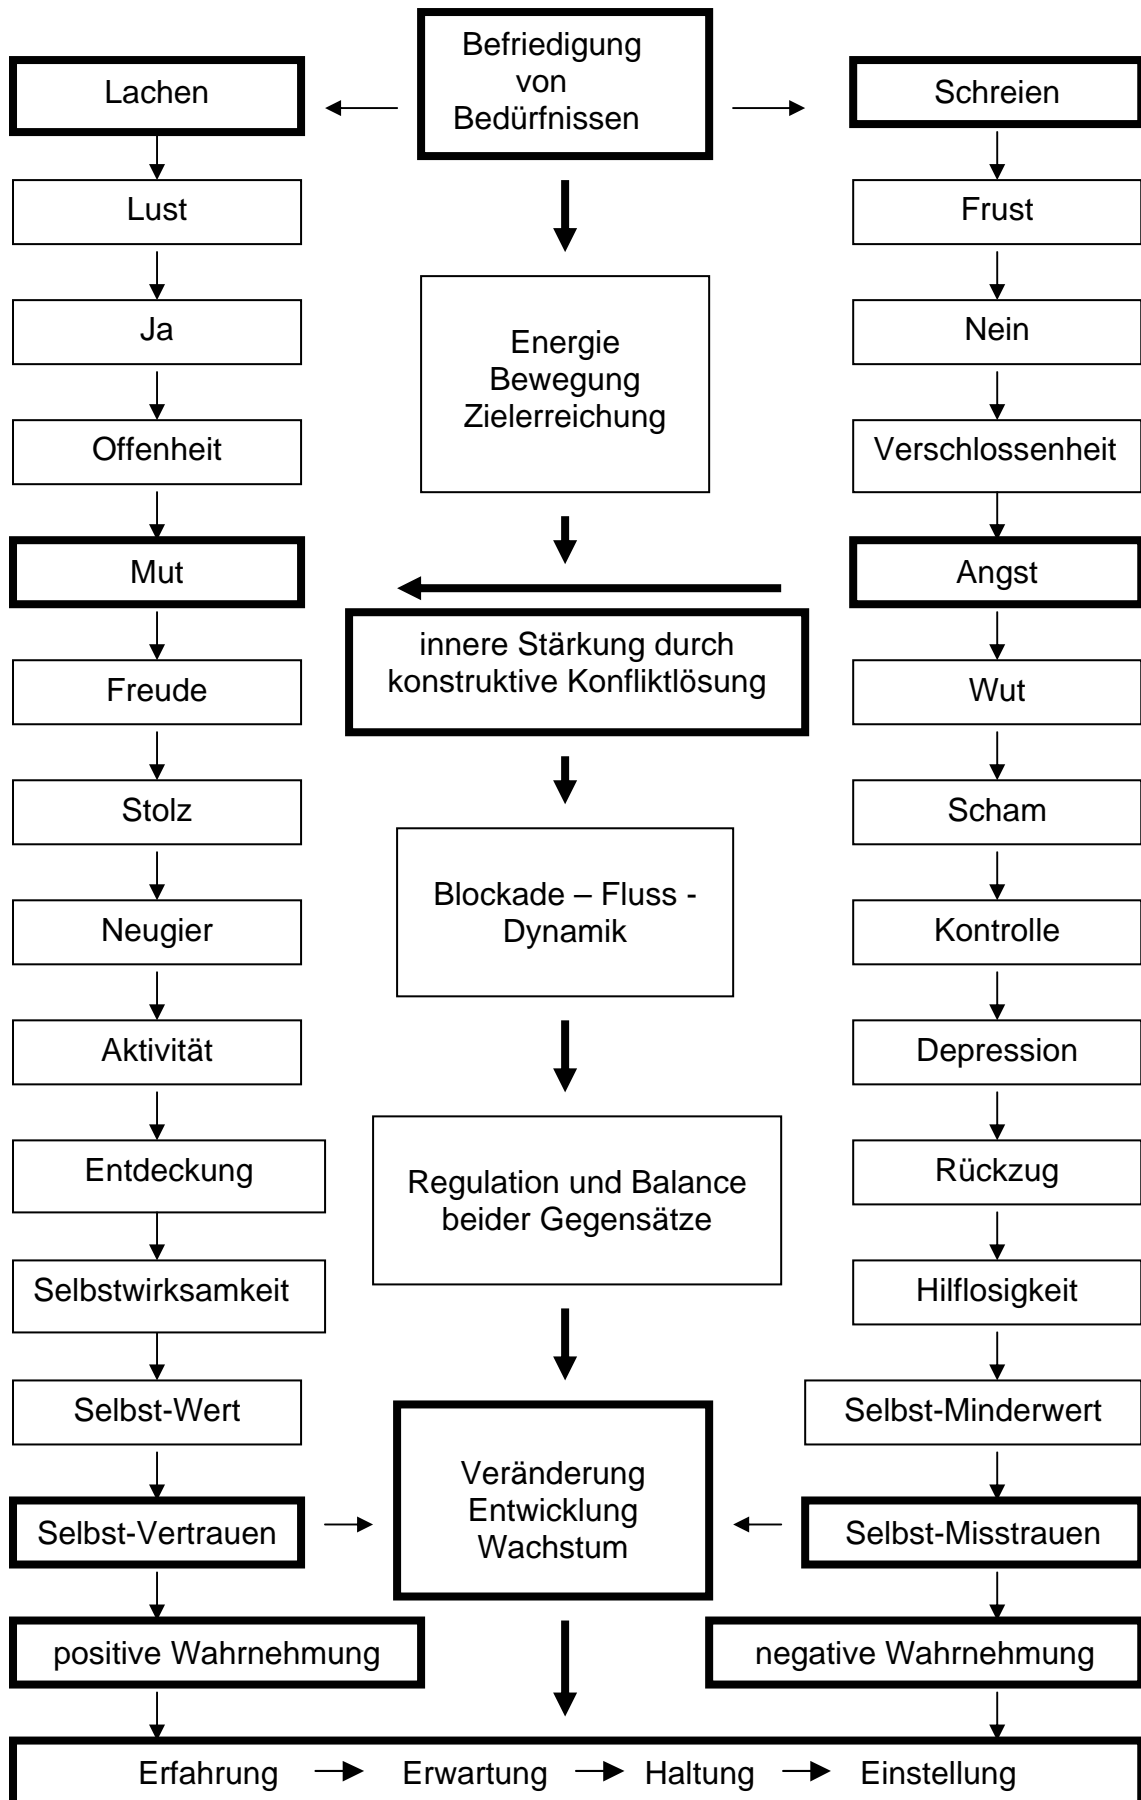 Befriedigung
von
Bedürfnissen
Lachen
Schreien
Lust
Frust
Ja
Nein
Energie
Bewegung
Zielerreichung
Offenheit
Verschlossenheit
Mut
Angst
innere Stärkung durch
konstruktive Konfliktlösung
Freude
Wut
Stolz
Scham
Blockade – Fluss -
Dynamik
Neugier
Kontrolle
Aktivität
Depression
Entdeckung
Rückzug
Regulation und Balance
beider Gegensätze
Selbstwirksamkeit
Hilflosigkeit
Selbst-Wert
Selbst-Minderwert
Veränderung
Entwicklung
Wachstum
Selbst-Vertrauen
Selbst-Misstrauen
positive Wahrnehmung
negative Wahrnehmung
Erfahrung Erwartung Haltung Einstellung